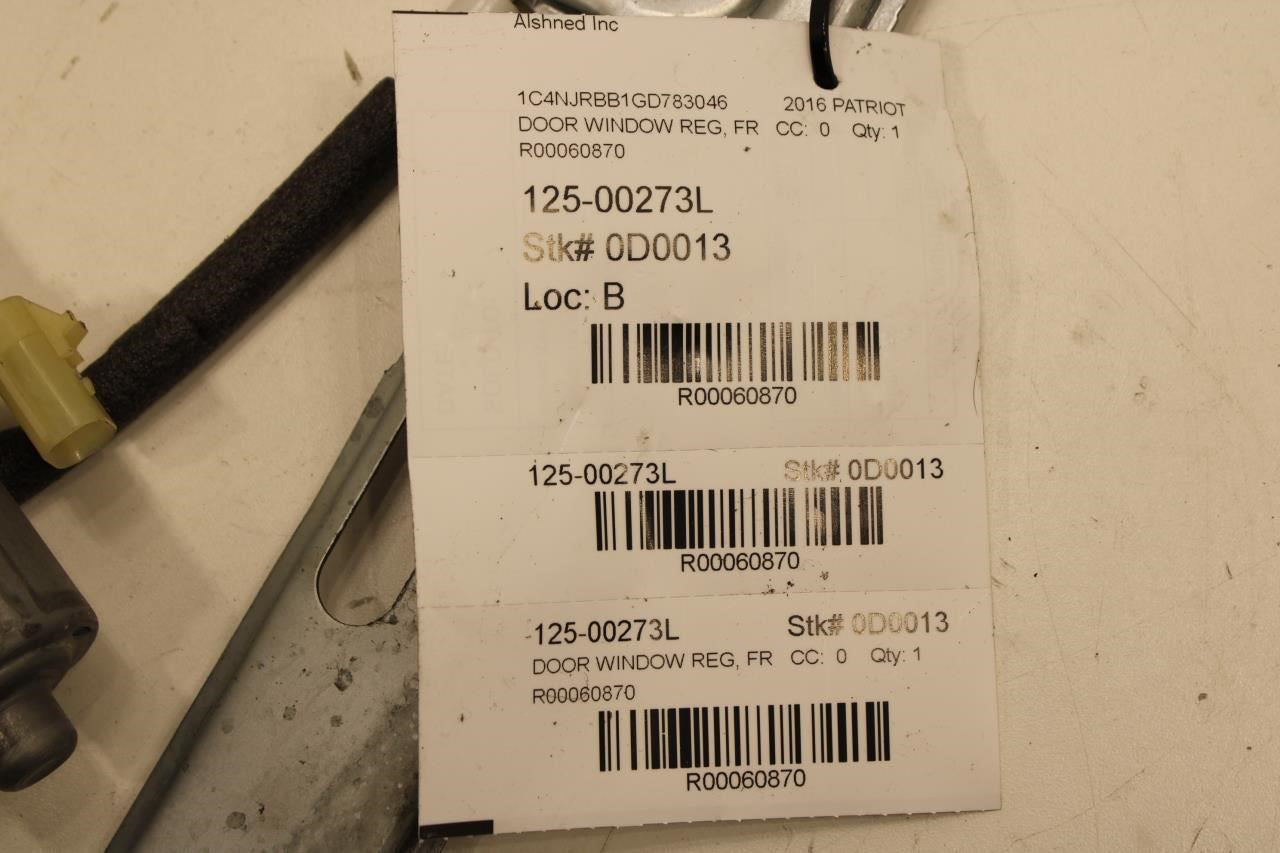 Alshned Inc
1C4NJRBB1GD783046 2016 PATRIOT
DOOR WINDOW REG, FR CC: 0 Qty: 1
R00060870
125-00273L
Stk# 0D0013
Loc: B
R00060870
125-00273L Stk# 0D0013
R00060870
125-00273L Stk# 0D0013
DOOR WINDOW REG, FR CC: 0 Qty: 1
R00060870
R00060870